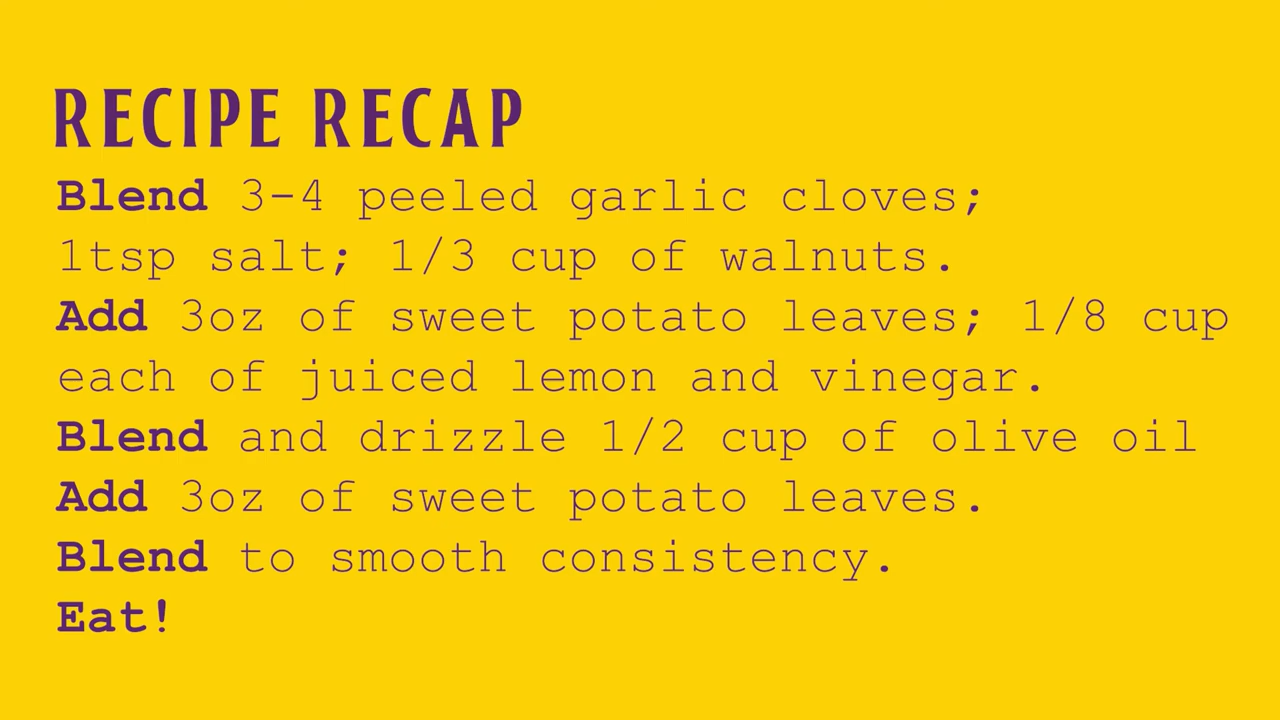 RECIPE RECAP
Blend 3-4 peeled garlic cloves;
1tsp salt; 1/3 cup of walnuts.
Add 3oz of sweet potato leaves; 1/8 cup
each of juiced lemon and vinegar.
Blend and drizzle 1/2 cup of olive oil
Add 3oz of sweet potato leaves.
Blend to smooth consistency.
Eat!